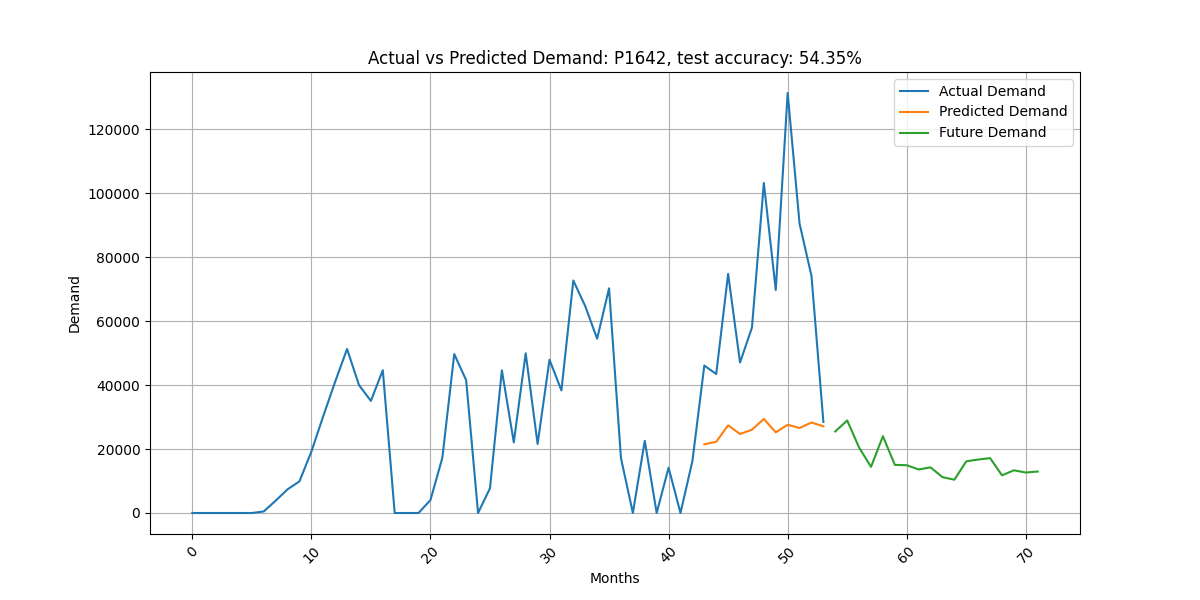 Actual vs Predicted Demand: P1642, test accuracy: 54.35%
Actual Demand
Predicted Demand
Future Demand
120000
100000
80000
60000
40000
20000
0
Demand
0 10 20 30 40 50 60 70
Months